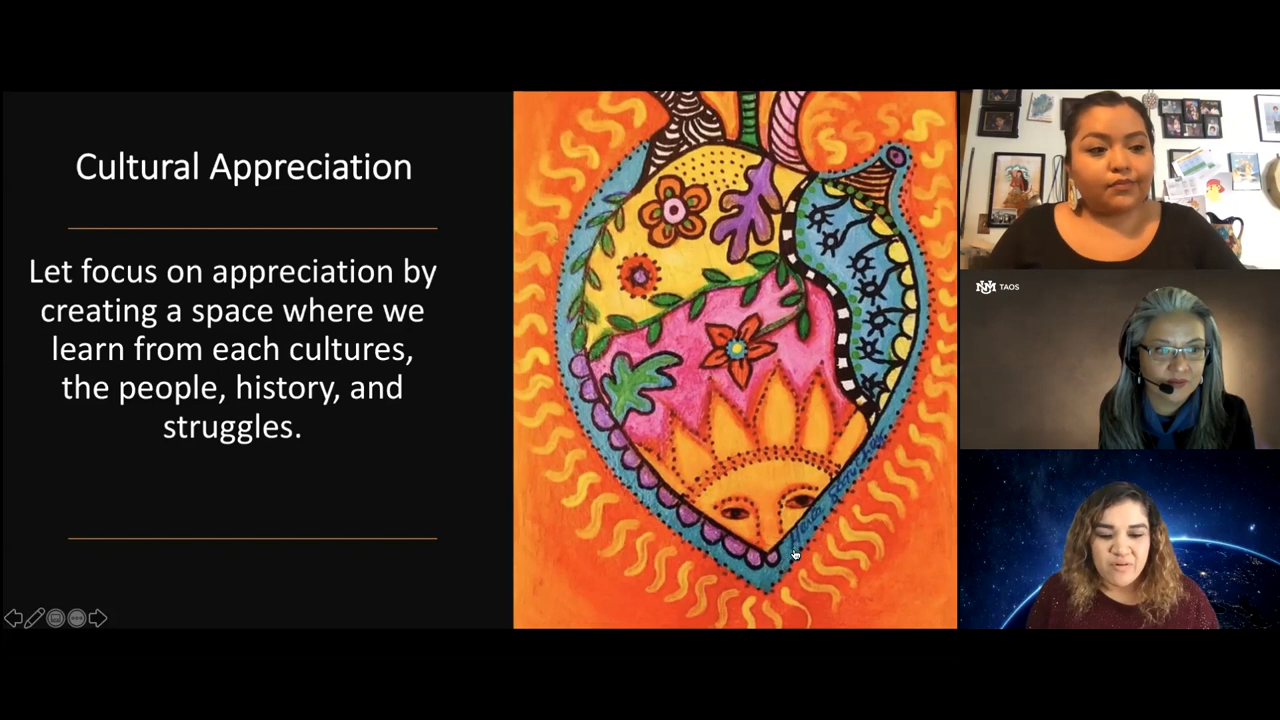 Cultural Appreciation
Let focus on appreciation by
creating a space where we
learn from each cultures,
the people, history, and
struggles.
UNM TAOS